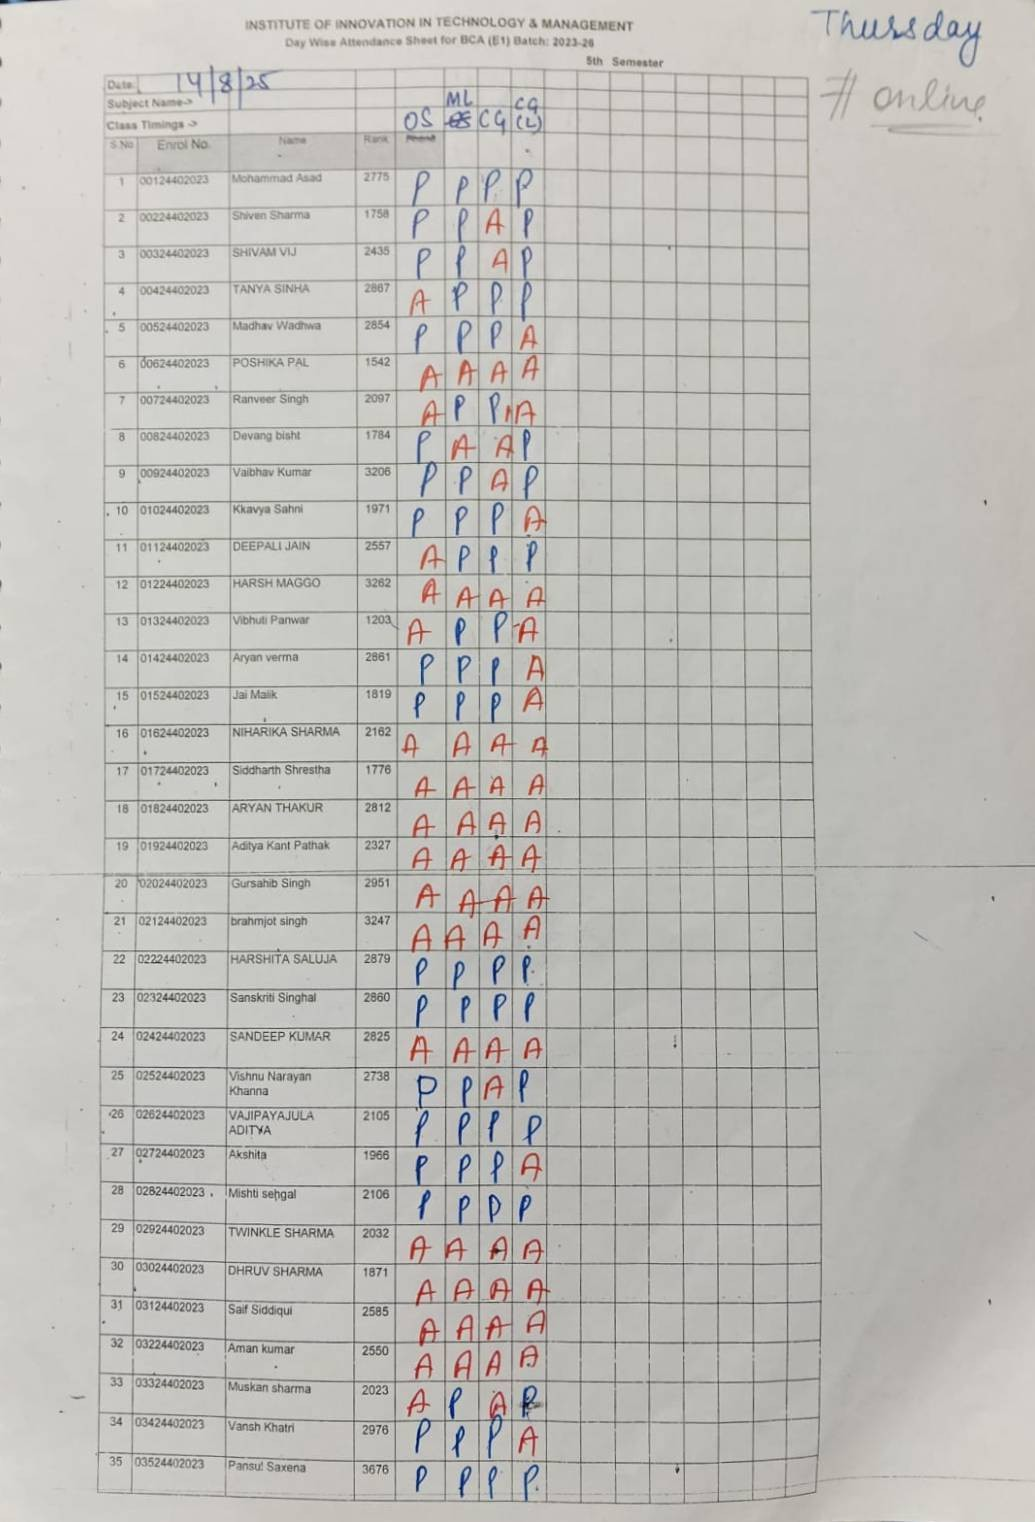 INSTITUTE OF INNOVATION IN TECHNOLOGY & MANAGEMENT
Thursday
Day Wise Attendance Sheet for BCA (E1) Batch: 2023-26
5th Semester
# online
Date: 14/8/25
Subject Name-> ML CG
Class Timings -> OS CG (L)
S.No Enrol No. Name Rank
1 00124402023 Mohammad Asad 2775 P P P P
2 00224402023 Shiven Sharma 1758 P P A P
3 00324402023 SHIVAM VIJ 2435 P P A P
4 00424402023 TANYA SINHA 2867 A P P P
5 00524402023 Madhav Wadhwa 2854 P P P A
6 00624402023 POSHIKA PAL 1542 A A A A
7 00724402023 Ranveer Singh 2097 A P P A
8 00824402023 Devang bisht 1784 P A A P
9 00924402023 Vaibhav Kumar 3206 P P A P
10 01024402023 Kkavya Sahni 1971 P P P A
11 01124402023 DEEPALI JAIN 2557 A P P P
12 01224402023 HARSH MAGGO 3262 A A A A
13 01324402023 Vibhuti Panwar 1203 A P P A
14 01424402023 Aryan verma 2861 P P P A
15 01524402023 Jai Malik 1819 P P P A
16 01624402023 NIHARIKA SHARMA 2162 A A A A
17 01724402023 Siddharth Shrestha 1776 A A A A
18 01824402023 ARYAN THAKUR 2812 A A A A
19 01924402023 Aditya Kant Pathak 2327 A A A A
20 02024402023 Gursahib Singh 2951 A A A A
21 02124402023 brahmjot singh 3247 A A A A
22 02224402023 HARSHITA SALUJA 2879 P P P P
23 02324402023 Sanskriti Singhal 2860 P P P P
24 02424402023 SANDEEP KUMAR 2825 A A A A
25 02524402023 Vishnu Narayan 2738 P P A P
Khanna
26 02624402023 VAJIPAYAJULA 2105 P P P P
ADITYA
27 02724402023 Akshita 1966 P P P A
28 02824402023 Mishti sehgal 2106 P P P P
29 02924402023 TWINKLE SHARMA 2032 A A A A
30 03024402023 DHRUV SHARMA 1871 A A A A
31 03124402023 Saif Siddiqui 2585 A A A A
32 03224402023 Aman kumar 2550 A A A A
33 03324402023 Muskan sharma 2023 A P A P
34 03424402023 Vansh Khatri 2976 P P P A
35 03524402023 Pansul Saxena 3676 P P P P